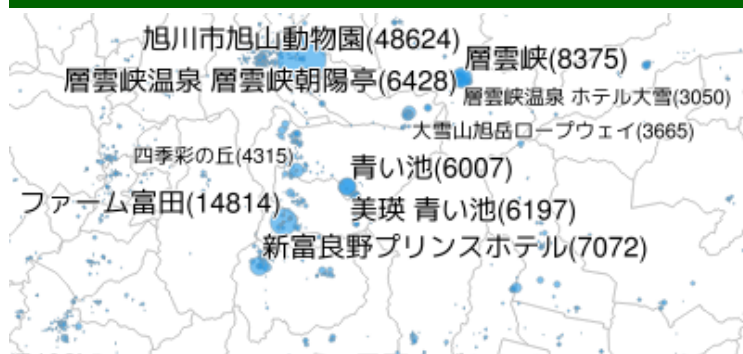 旭川市旭山動物園(48624)
層雲峡(8375)
層雲峡温泉 層雲峡朝陽亭(6428)
層雲峡温泉 ホテル大雪(3050)
大雪山旭岳ロープウェイ(3665)
四季彩の丘(4315)
青い池(6007)
ファーム富田(14814)
美瑛 青い池(6197)
新富良野プリンスホテル(7072)